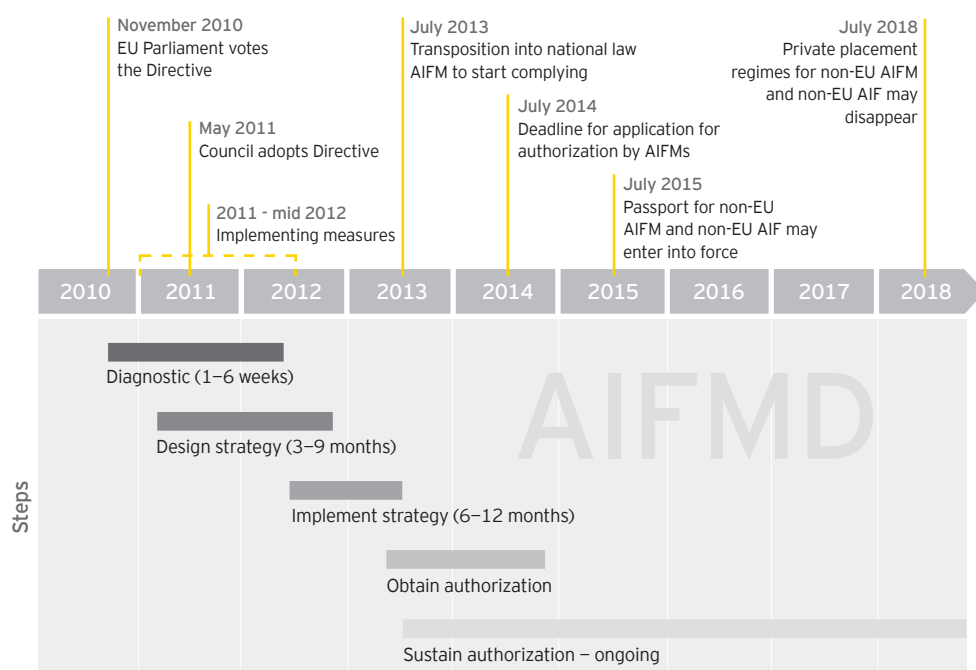 November 2010
EU Parliament votes
the Directive
May 2011
Council adopts Directive
2011 - mid 2012
Implementing measures
July 2013
Transposition into national law
AIFM to start complying
July 2014
Deadline for application for
authorization by AIFMs
July 2015
Passport for non-EU
AIFM and non-EU AIF may
enter into force
July 2018
Private placement
regimes for non-EU AIFM
and non-EU AIF may
disappear
2010 2011 2012 2013 2014 2015 2016 2017 2018
AIFMD
Steps
Diagnostic (1–6 weeks)
Design strategy (3–9 months)
Implement strategy (6–12 months)
Obtain authorization
Sustain authorization – ongoing